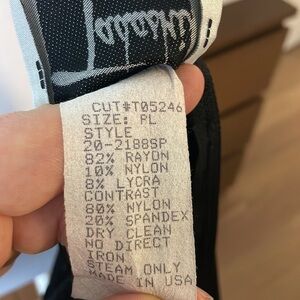 CUT#T05246
SIZE: PL
STYLE
20-2188SP
82% RAYON
10% NYLON
8% LYCRA
CONTRAST
80% NYLON
20% SPANDEX
DRY CLEAN
NO DIRECT
IRON
STEAM ONLY
MADE IN USA